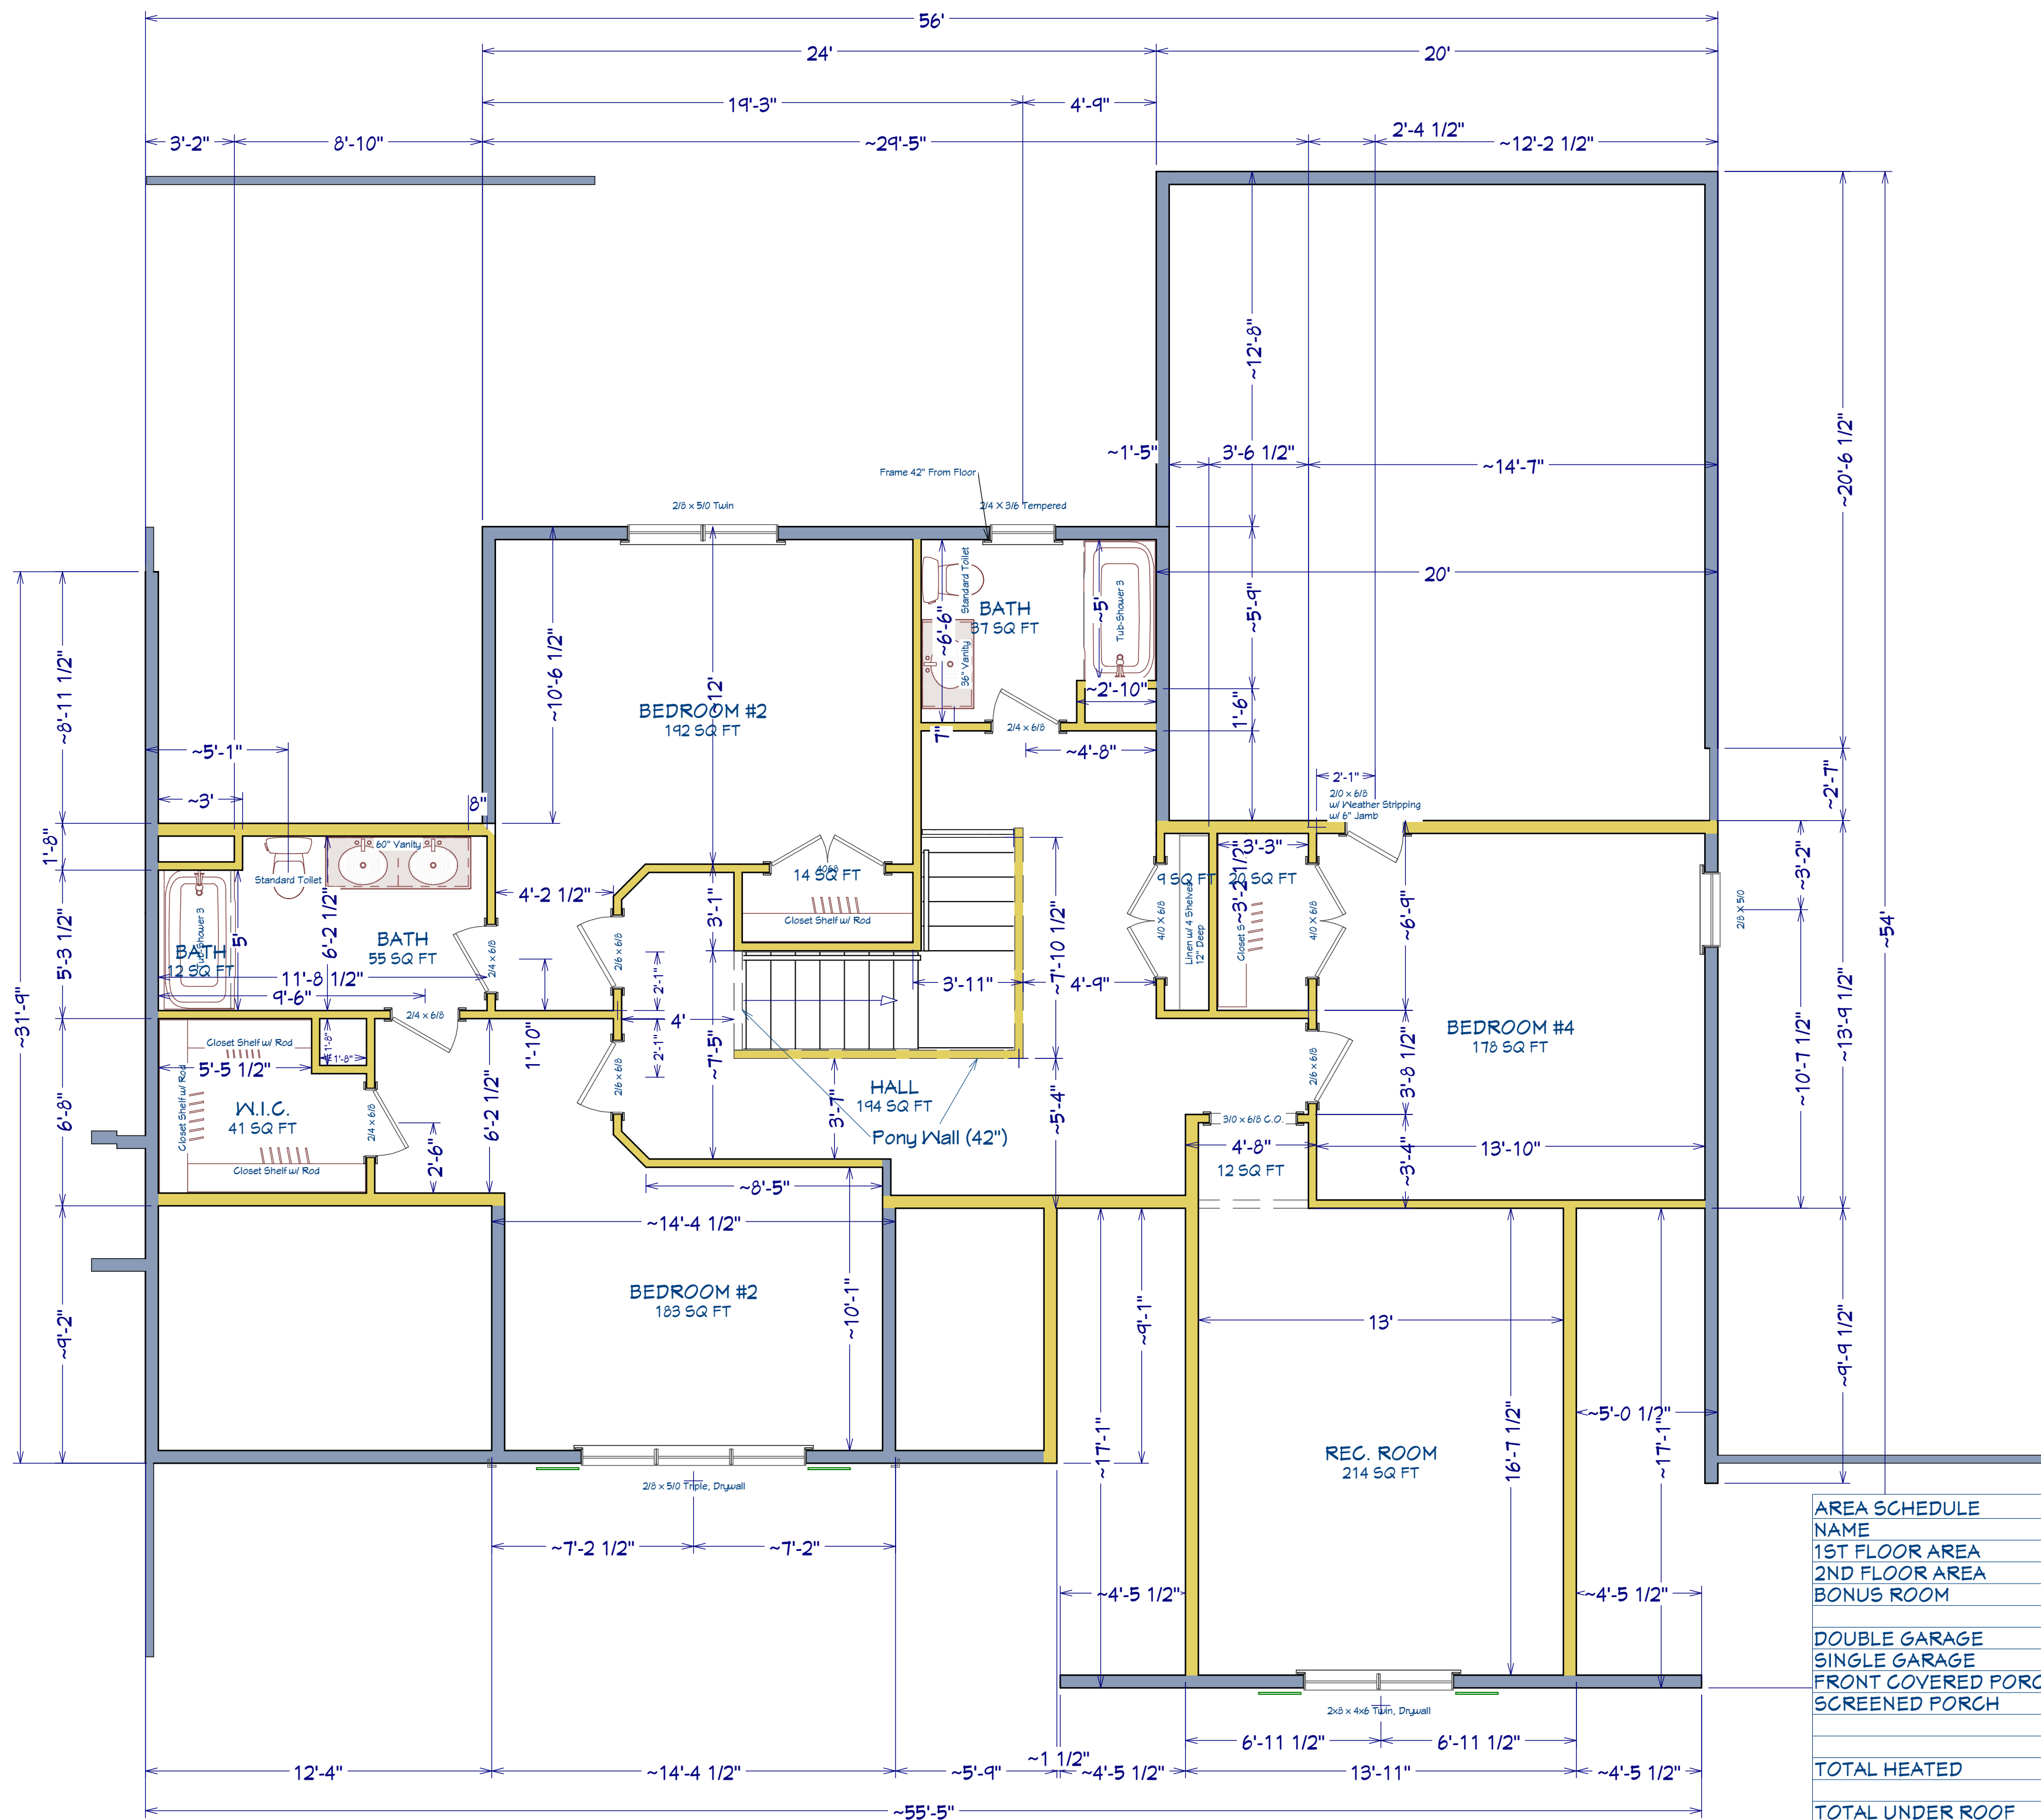 56'
24'
20'
19'-3"
4'-9"
3'-2"
8'-10"
~29'-5"
2'-4 1/2"
~12'-2 1/2"
~12'-8"
~20'-6 1/2"
~54'
~1'-5"
3'-6 1/2"
~14'-7"
Frame 42" From Floor
2/8 x 5/0 Twin
2/4 X 3/6 Tempered
20'
~10'-6 1/2"
~12'
BEDROOM #2
192 SQ FT
Standard Toilet
36" Vanity
~6'-6"
BATH
37 SQ FT
~5'
Tub-Shower 3
~5'-9"
~2'-10"
1'-6"
7"
2/4 x 6/8
~4'-8"
~8'-11 1/2"
~31'-9"
~5'-1"
~3'
8"
2'-1"
2/0 x 6/8
w/ Weather Stripping
w/ 6" Jamb
~2'-7"
1'-8"
60" Vanity
Standard Toilet
5'-3 1/2"
Tub-Shower 3
BATH
12 SQ FT
5'
6'-2 1/2"
BATH
55 SQ FT
11'-8 1/2"
9'-6"
2/4 x 6/8
2/4 x 6/8
4'-2 1/2"
2/6 x 6/8
3'-1"
4068
14 SQ FT
Closet Shelf w/ Rod
~7'-10 1/2"
3'-11"
4'-9"
4/0 X 6/8
9 SQ FT
Linen w/ 4 Shelves
12" Deep
~3'-3"
20 SQ FT
~3'-2 1/2"
Closet S
4/0 X 6/8
~6'-9"
~3'-2"
2/8 X 5/0
~13'-9 1/2"
~10'-7 1/2"
BEDROOM #4
178 SQ FT
2'-1"
4'
2'-1"
~7'-5"
1'-10"
2/6 x 6/8
HALL
194 SQ FT
3'-7"
Pony Wall (42")
~5'-4"
2/6 x 6/8
3'-8 1/2"
3/0 x 6/8 C.O.
4'-8"
12 SQ FT
~3'-4"
13'-10"
6'-8"
Closet Shelf w/ Rod
5'-5 1/2"
1'-8"
1'-8"
Closet Shelf w/ Rod
W.I.C.
41 SQ FT
Closet Shelf w/ Rod
2/4 x 6/8
2'-6"
6'-2 1/2"
~8'-5"
~14'-4 1/2"
~9'-2"
BEDROOM #2
183 SQ FT
~10'-1"
~9'-1"
~17'-1"
13'
REC. ROOM
214 SQ FT
16'-7 1/2"
~5'-0 1/2"
~17'-1"
~9'-9 1/2"
2/8 x 5/0 Triple, Drywall
~7'-2 1/2"
~7'-2"
~4'-5 1/2"
~4'-5 1/2"
2x8 x 4x6 Twin, Drywall
6'-11 1/2"
6'-11 1/2"
12'-4"
~14'-4 1/2"
~5'-9"
~1 1/2"
~4'-5 1/2"
13'-11"
~4'-5 1/2"
~55'-5"
AREA SCHEDULE
NAME
1ST FLOOR AREA
2ND FLOOR AREA
BONUS ROOM
DOUBLE GARAGE
SINGLE GARAGE
FRONT COVERED PORC
SCREENED PORCH
TOTAL HEATED
TOTAL UNDER ROOF